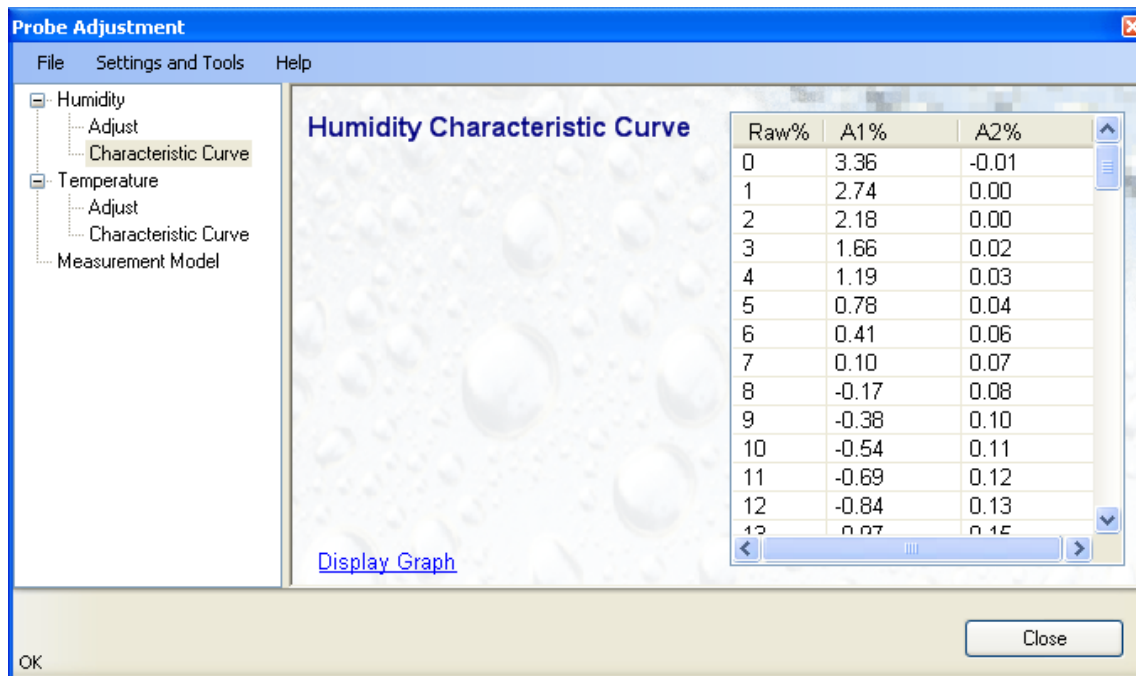 Probe Adjustment
File Settings and Tools Help
Humidity
Adjust
Characteristic Curve
Temperature
Adjust
Characteristic Curve
Measurement Model
Humidity Characteristic Curve
Raw% A1% A2%
0 3.36 -0.01
1 2.74 0.00
2 2.18 0.00
3 1.66 0.02
4 1.19 0.03
5 0.78 0.04
6 0.41 0.06
7 0.10 0.07
8 -0.17 0.08
9 -0.38 0.10
10 -0.54 0.11
11 -0.69 0.12
12 -0.84 0.13
Display Graph
Close
OK